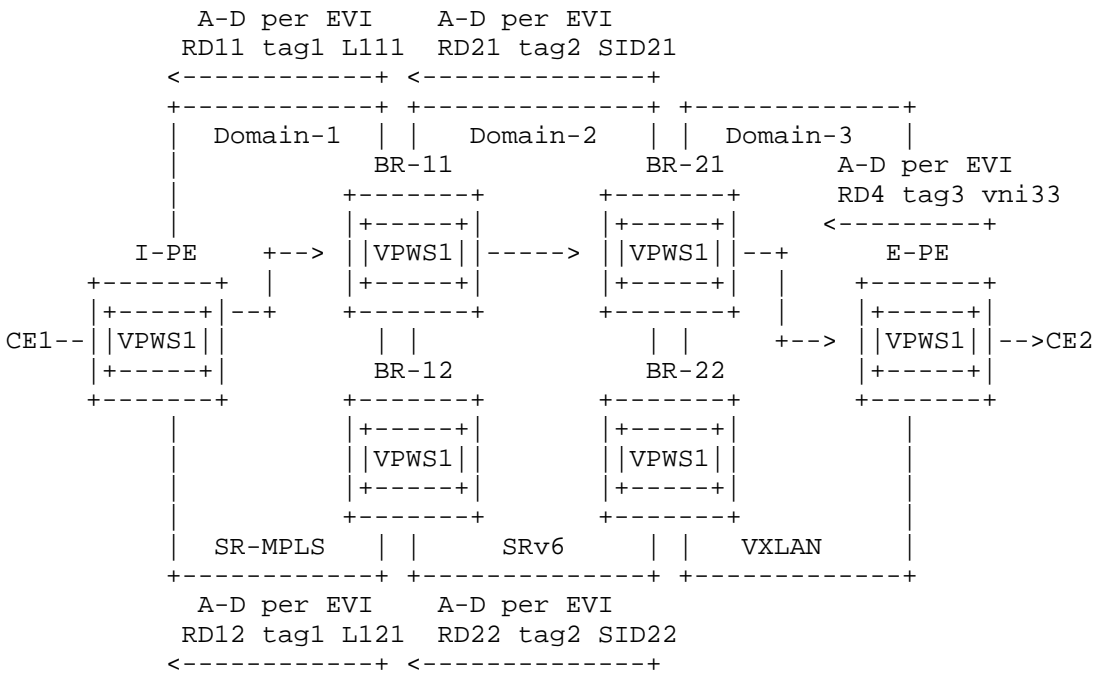 A-D per EVI A-D per EVI
RD11 tag1 L111 RD21 tag2 SID21
Domain-1 Domain-2 Domain-3
BR-11 BR-21 A-D per EVI
RD4 tag3 vni33
I-PE VPWS1 VPWS1 E-PE
CE1 VPWS1 VPWS1 CE2
BR-12 BR-22
VPWS1 VPWS1
SR-MPLS SRv6 VXLAN
A-D per EVI A-D per EVI
RD12 tag1 L121 RD22 tag2 SID22